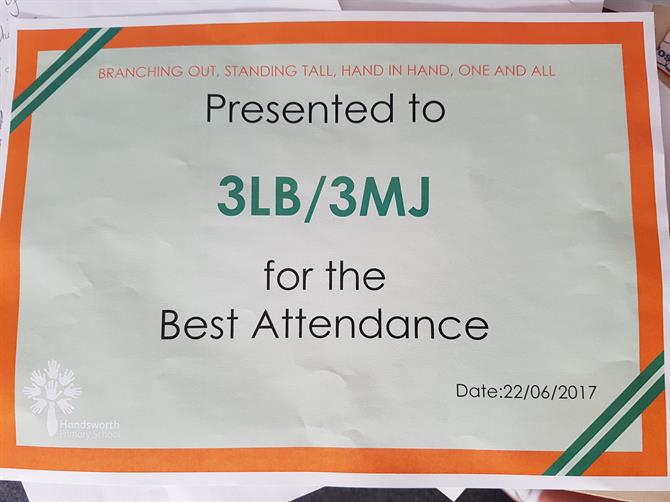 BRANCHING OUT, STANDING TALL, HAND IN HAND, ONE AND ALL
Presented to
3LB/3MJ
for the
Best Attendance
Date:22/06/2017
Handsworth
Primary School